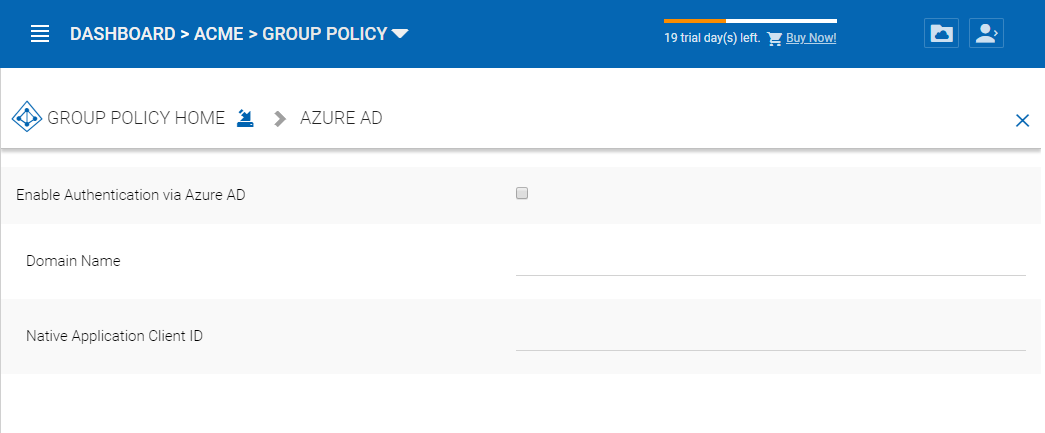 DASHBOARD > ACME > GROUP POLICY
19 trial day(s) left. Buy Now!
GROUP POLICY HOME AZURE AD
Enable Authentication via Azure AD
Domain Name
Native Application Client ID